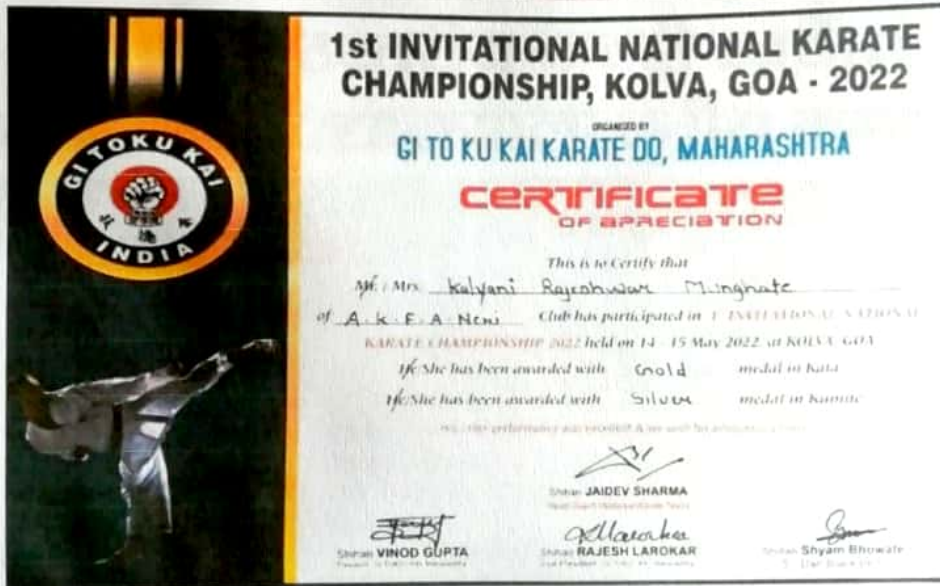 GI TOKU KAI
INDIA
1st INVITATIONAL NATIONAL KARATE
CHAMPIONSHIP, KOLVA, GOA - 2022
ORGANISED BY
GI TO KU KAI KARATE DO, MAHARASHTRA
CERTIFICATE
OF APRECIATION
This is to Certify that
Mr. / Mrs. Kalyani Rajeshwar
of A.K.F.A Club has participated in 1st INVITATIONAL NATIONAL
KARATE CHAMPIONSHIP 2022 held on 14 - 15 May 2022. at KOLVA, GOA
He/She has been awarded with Gold medal in Kata
He/She has been awarded with Silver medal in Kumite
Shihan JAIDEV SHARMA
Shihan VINOD GUPTA
Shihan RAJESH LAROKAR
Shihan Shyam Bhowate